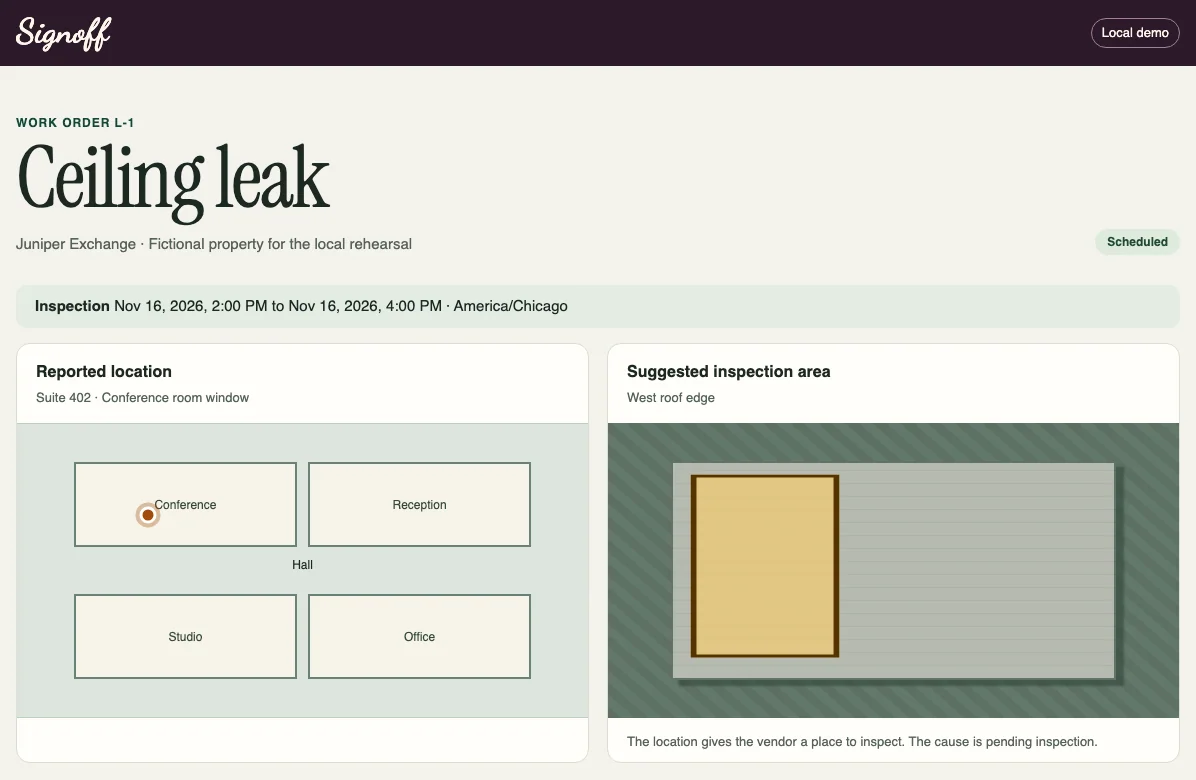 Signoff
Local demo
WORK ORDER L-1
Ceiling leak
Juniper Exchange · Fictional property for the local rehearsal
Scheduled
Inspection Nov 16, 2026, 2:00 PM to Nov 16, 2026, 4:00 PM · America/Chicago
Reported location
Suite 402 · Conference room window
Conference
Reception
Hall
Studio
Office
Suggested inspection area
West roof edge
The location gives the vendor a place to inspect. The cause is pending inspection.